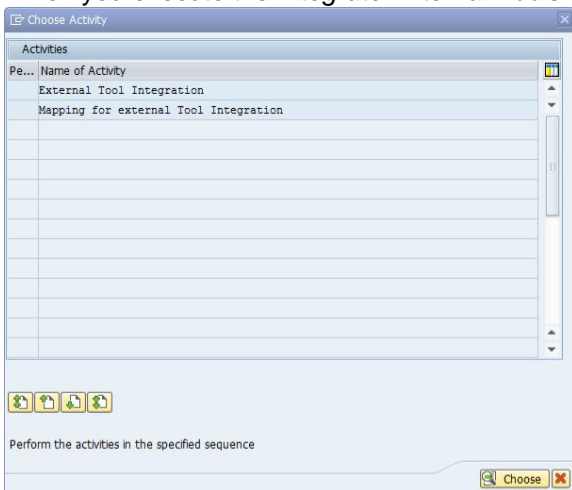 Choose Activity
Activities
Pe... Name of Activity
External Tool Integration
Mapping for external Tool Integration
Perform the activities in the specified sequence
Choose